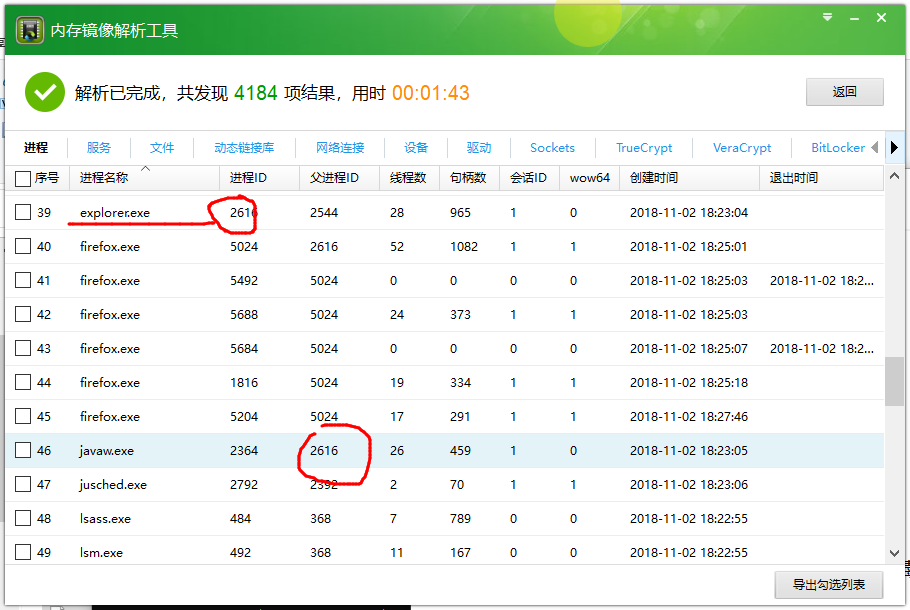 内存镜像解析工具
解析已完成，共发现 4184 项结果，用时 00:01:43
返回
进程 服务 文件 动态链接库 网络连接 设备 驱动 Sockets TrueCrypt VeraCrypt BitLocker
序号 进程名称 进程ID 父进程ID 线程数 句柄数 会话ID wow64 创建时间 退出时间
39 explorer.exe 2616 2544 28 965 1 0 2018-11-02 18:23:04
40 firefox.exe 5024 2616 52 1082 1 1 2018-11-02 18:25:01
41 firefox.exe 5492 5024 0 0 0 0 2018-11-02 18:25:03 2018-11-02 18:2...
42 firefox.exe 5688 5024 24 373 1 1 2018-11-02 18:25:03
43 firefox.exe 5684 5024 0 0 0 0 2018-11-02 18:25:07 2018-11-02 18:2...
44 firefox.exe 1816 5024 19 334 1 1 2018-11-02 18:25:18
45 firefox.exe 5204 5024 17 291 1 1 2018-11-02 18:27:46
46 javaw.exe 2364 2616 26 459 1 0 2018-11-02 18:23:05
47 jusched.exe 2792 2392 2 70 1 1 2018-11-02 18:23:06
48 lsass.exe 484 368 7 789 0 0 2018-11-02 18:22:55
49 lsm.exe 492 368 11 167 0 0 2018-11-02 18:22:55
导出勾选列表